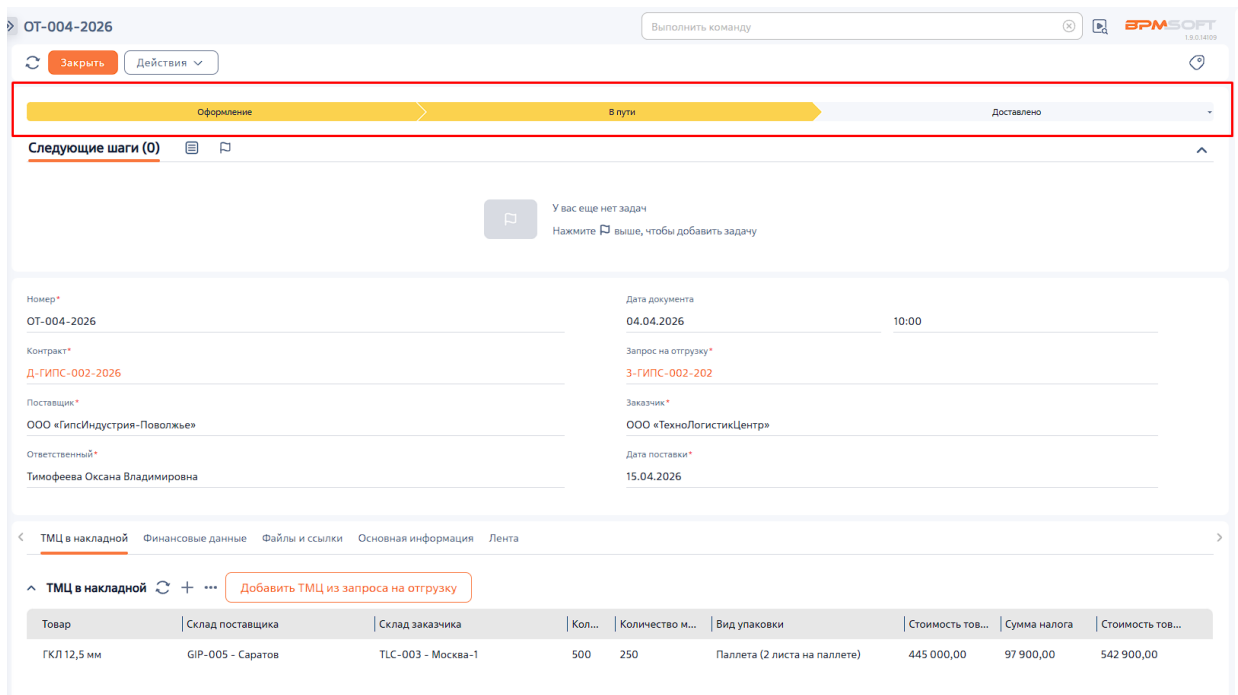 ОТ-004-2026
Выполнить команду
BPMSOFT
1.9.0.14109
Закрыть
Действия
Оформление
В пути
Доставлено
Следующие шаги (0)
У вас еще нет задач
Нажмите выше, чтобы добавить задачу
Номер*
Дата документа
ОТ-004-2026
04.04.2026 10:00
Контракт*
Запрос на отгрузку*
Д-ГИПС-002-2026
З-ГИПС-002-202
Поставщик*
Заказчик*
ООО «ГипсИндустрия-Поволжье»
ООО «ТехноЛогистикЦентр»
Ответственный*
Дата поставки*
Тимофеева Оксана Владимировна
15.04.2026
ТМЦ в накладной Финансовые данные Файлы и ссылки Основная информация Лента
ТМЦ в накладной
Добавить ТМЦ из запроса на отгрузку
Товар Склад поставщика Склад заказчика Кол... Количество м... Вид упаковки Стоимость тов... Сумма налога Стоимость тов...
ГКЛ 12,5 мм GIP-005 - Саратов TLC-003 - Москва-1 500 250 Паллета (2 листа на паллете) 445 000,00 97 900,00 542 900,00